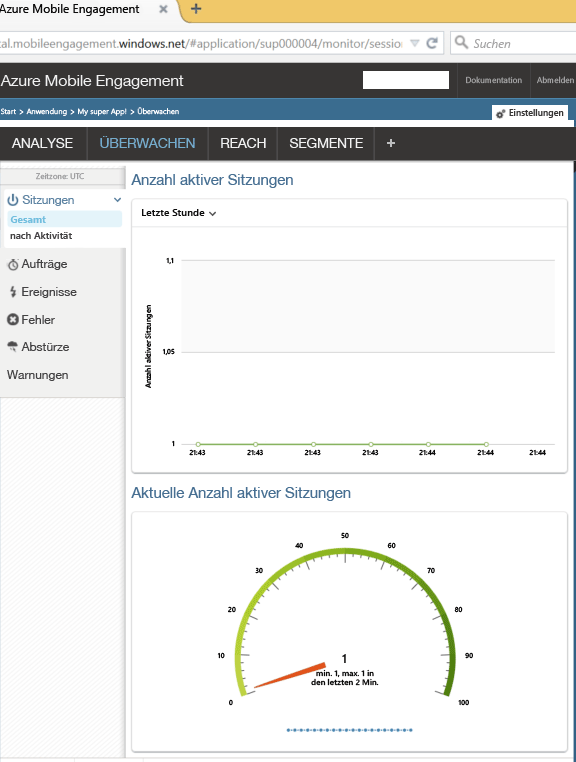 Azure Mobile Engagement
tal.mobileengagement.windows.net/#application/sup000004/monitor/sessio
Suchen
Azure Mobile Engagement
Dokumentation
Abmelden
Start > Anwendung > My super App! > Überwachen
Einstellungen
ANALYSE
ÜBERWACHEN
REACH
SEGMENTE
+
Zeitzone: UTC
Sitzungen
Gesamt
nach Aktivität
Aufträge
Ereignisse
Fehler
Abstürze
Warnungen
Anzahl aktiver Sitzungen
Letzte Stunde
Anzahl aktiver Sitzungen
1,1
1,05
1
21:43 21:43 21:43 21:43 21:44 21:44 21:44
Aktuelle Anzahl aktiver Sitzungen
0
10
20
30
40
50
60
70
80
90
100
1
min. 1, max. 1 in
den letzten 2 Min.